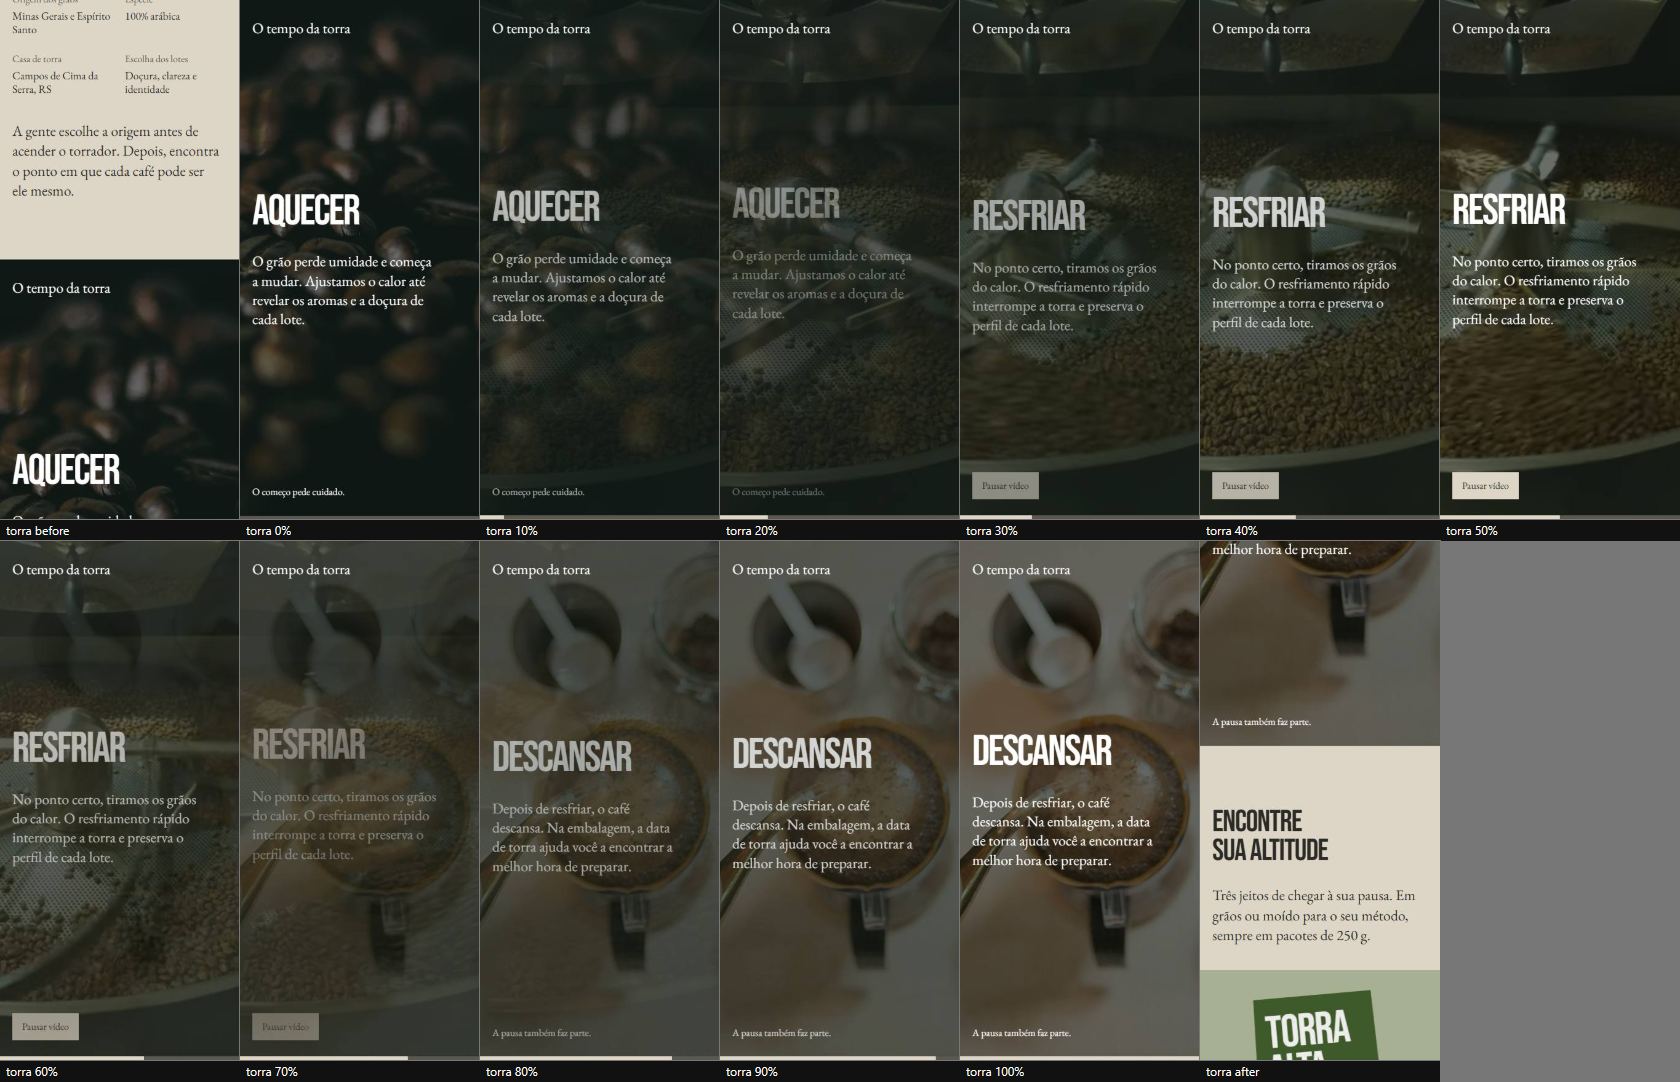 Origem dos grãos
Espécie
Minas Gerais e Espírito
Santo
100% arábica
Casa de torra
Escolha dos lotes
Campos de Cima da
Serra, RS
Doçura, clareza e
identidade
A gente escolhe a origem antes de
acender o torrador. Depois, encontra
o ponto em que cada café pode ser
ele mesmo.
O tempo da torra
AQUECER
torra before
O tempo da torra
AQUECER
O grão perde umidade e começa
a mudar. Ajustamos o calor até
revelar os aromas e a doçura de
cada lote.
O começo pede cuidado.
torra 0%
O tempo da torra
AQUECER
O grão perde umidade e começa
a mudar. Ajustamos o calor até
revelar os aromas e a doçura de
cada lote.
O começo pede cuidado.
torra 10%
O tempo da torra
AQUECER
O grão perde umidade e começa
a mudar. Ajustamos o calor até
revelar os aromas e a doçura de
cada lote.
O começo pede cuidado.
torra 20%
O tempo da torra
RESFRIAR
No ponto certo, tiramos os grãos
do calor. O resfriamento rápido
interrompe a torra e preserva o
perfil de cada lote.
Pausar vídeo
torra 30%
O tempo da torra
RESFRIAR
No ponto certo, tiramos os grãos
do calor. O resfriamento rápido
interrompe a torra e preserva o
perfil de cada lote.
Pausar vídeo
torra 40%
O tempo da torra
RESFRIAR
No ponto certo, tiramos os grãos
do calor. O resfriamento rápido
interrompe a torra e preserva o
perfil de cada lote.
Pausar vídeo
torra 50%
RESFRIAR
No ponto certo, tiramos os grãos
do calor. O resfriamento rápido
interrompe a torra e preserva o
perfil de cada lote.
Pausar vídeo
torra 60%
O tempo da torra
O tempo da torra
RESFRIAR
No ponto certo, tiramos os grãos
do calor. O resfriamento rápido
interrompe a torra e preserva o
perfil de cada lote.
Pausar vídeo
torra 70%
O tempo da torra
DESCANSAR
Depois de resfriar, o café
descansa. Na embalagem, a data
de torra ajuda você a encontrar a
melhor hora de preparar.
A pausa também faz parte.
torra 80%
O tempo da torra
DESCANSAR
Depois de resfriar, o café
descansa. Na embalagem, a data
de torra ajuda você a encontrar a
melhor hora de preparar.
A pausa também faz parte.
torra 90%
O tempo da torra
DESCANSAR
Depois de resfriar, o café
descansa. Na embalagem, a data
de torra ajuda você a encontrar a
melhor hora de preparar.
A pausa também faz parte.
torra 100%
melhor hora de preparar.
A pausa também faz parte.
ENCONTRE
SUA ALTITUDE
Três jeitos de chegar à sua pausa. Em
grãos ou moído para o seu método,
sempre em pacotes de 250 g.
TORRA
ALTA
torra after